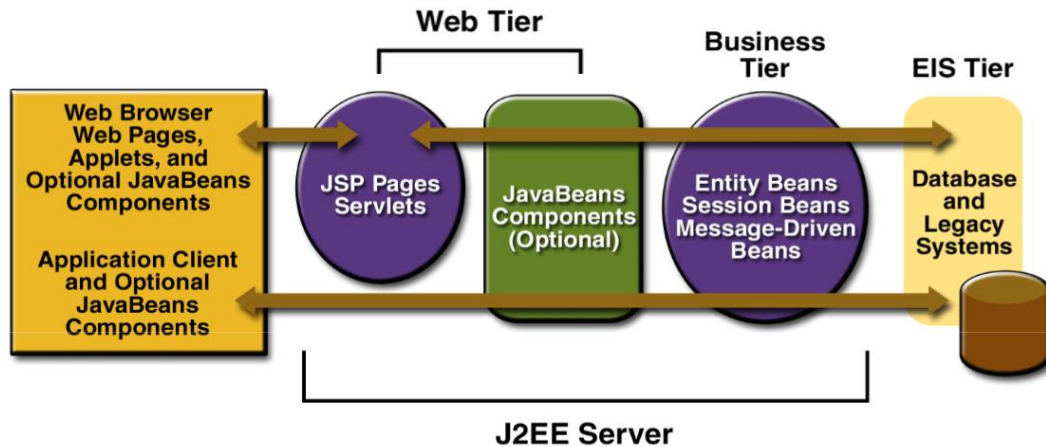 Web Tier
Business
Tier
EIS Tier
Web Browser
Web Pages,
Applets, and
Optional JavaBeans
Components
Application Client
and Optional
JavaBeans
Components
JSP Pages
Servlets
JavaBeans
Components
(Optional)
Entity Beans
Session Beans
Message-Driven
Beans
Database
and
Legacy
Systems
J2EE Server